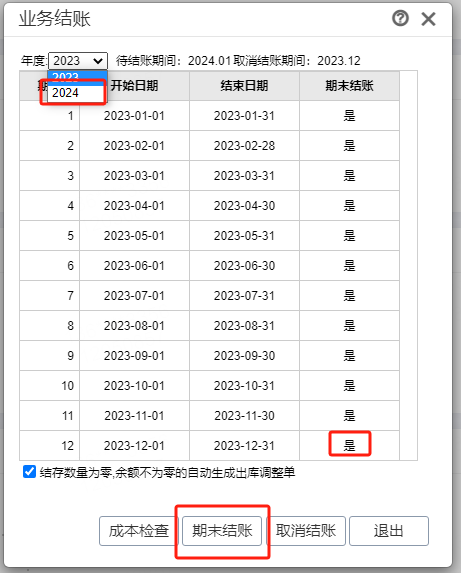 业务结账
年度: 2023 待结账期间：2024.01 取消结账期间：2023.12
2023
2024
期 开始日期 结束日期 期末结账
1 2023-01-01 2023-01-31 是
2 2023-02-01 2023-02-28 是
3 2023-03-01 2023-03-31 是
4 2023-04-01 2023-04-30 是
5 2023-05-01 2023-05-31 是
6 2023-06-01 2023-06-30 是
7 2023-07-01 2023-07-31 是
8 2023-08-01 2023-08-31 是
9 2023-09-01 2023-09-30 是
10 2023-10-01 2023-10-31 是
11 2023-11-01 2023-11-30 是
12 2023-12-01 2023-12-31 是
结存数量为零,余额不为零的自动生成出库调整单
成本检查 期末结账 取消结账 退出